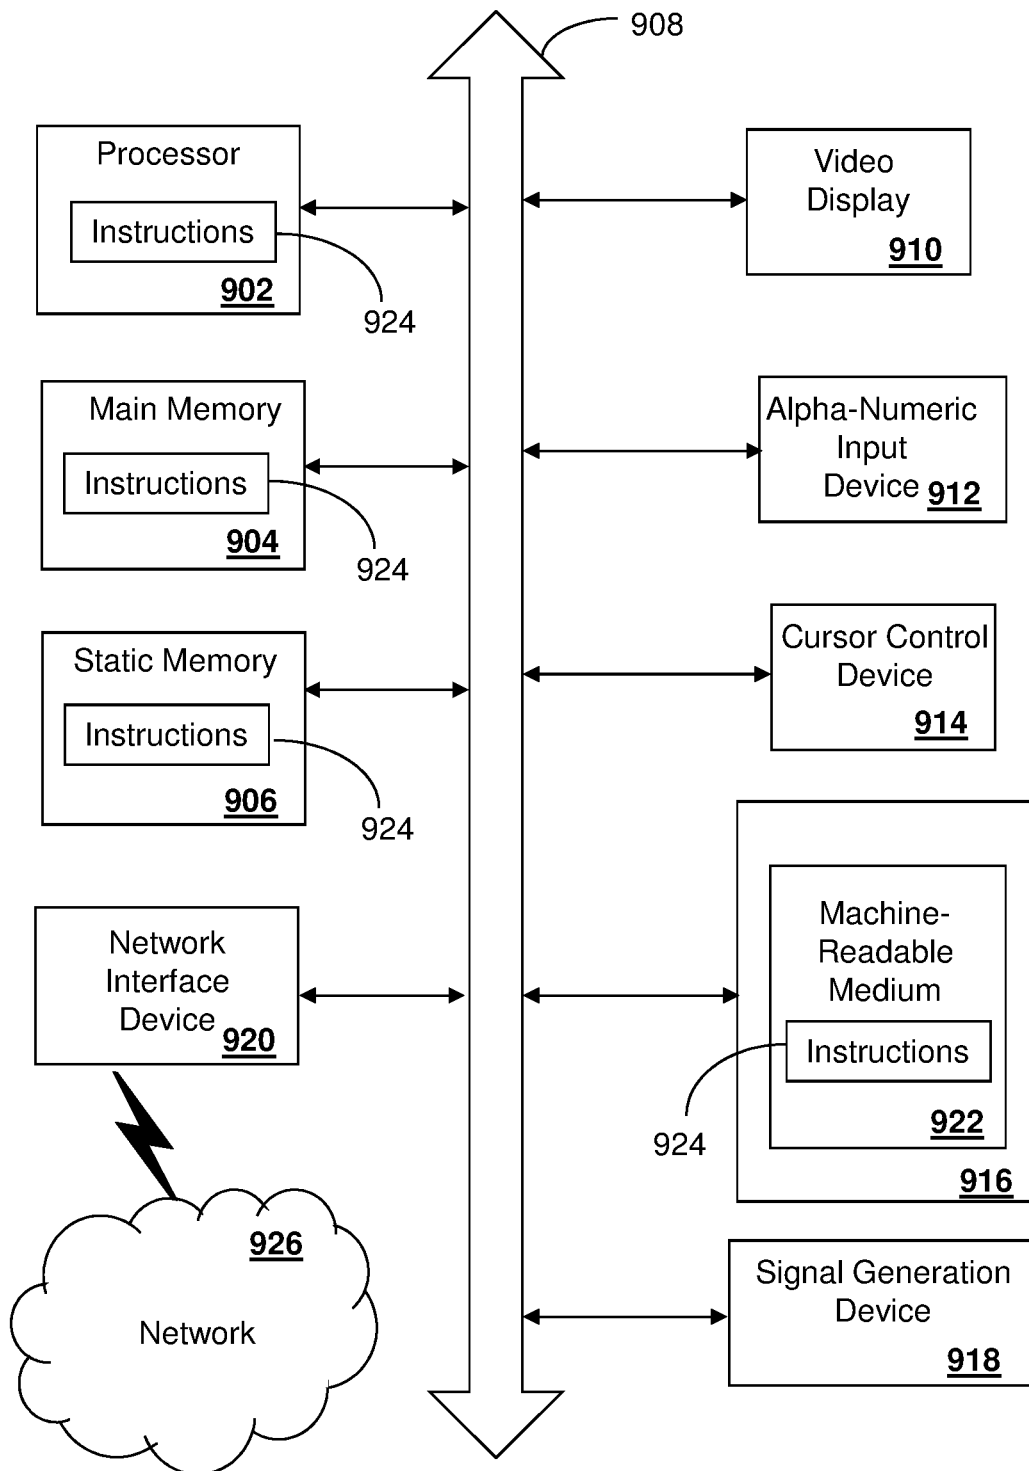 908
Processor
Instructions
902
924
Main Memory
Instructions
904
924
Static Memory
Instructions
906
924
Network
Interface
Device
920
926
Network
Video
Display
910
Alpha-Numeric
Input
Device
912
Cursor Control
Device
914
Machine-
Readable
Medium
Instructions
922
924
916
Signal Generation
Device
918